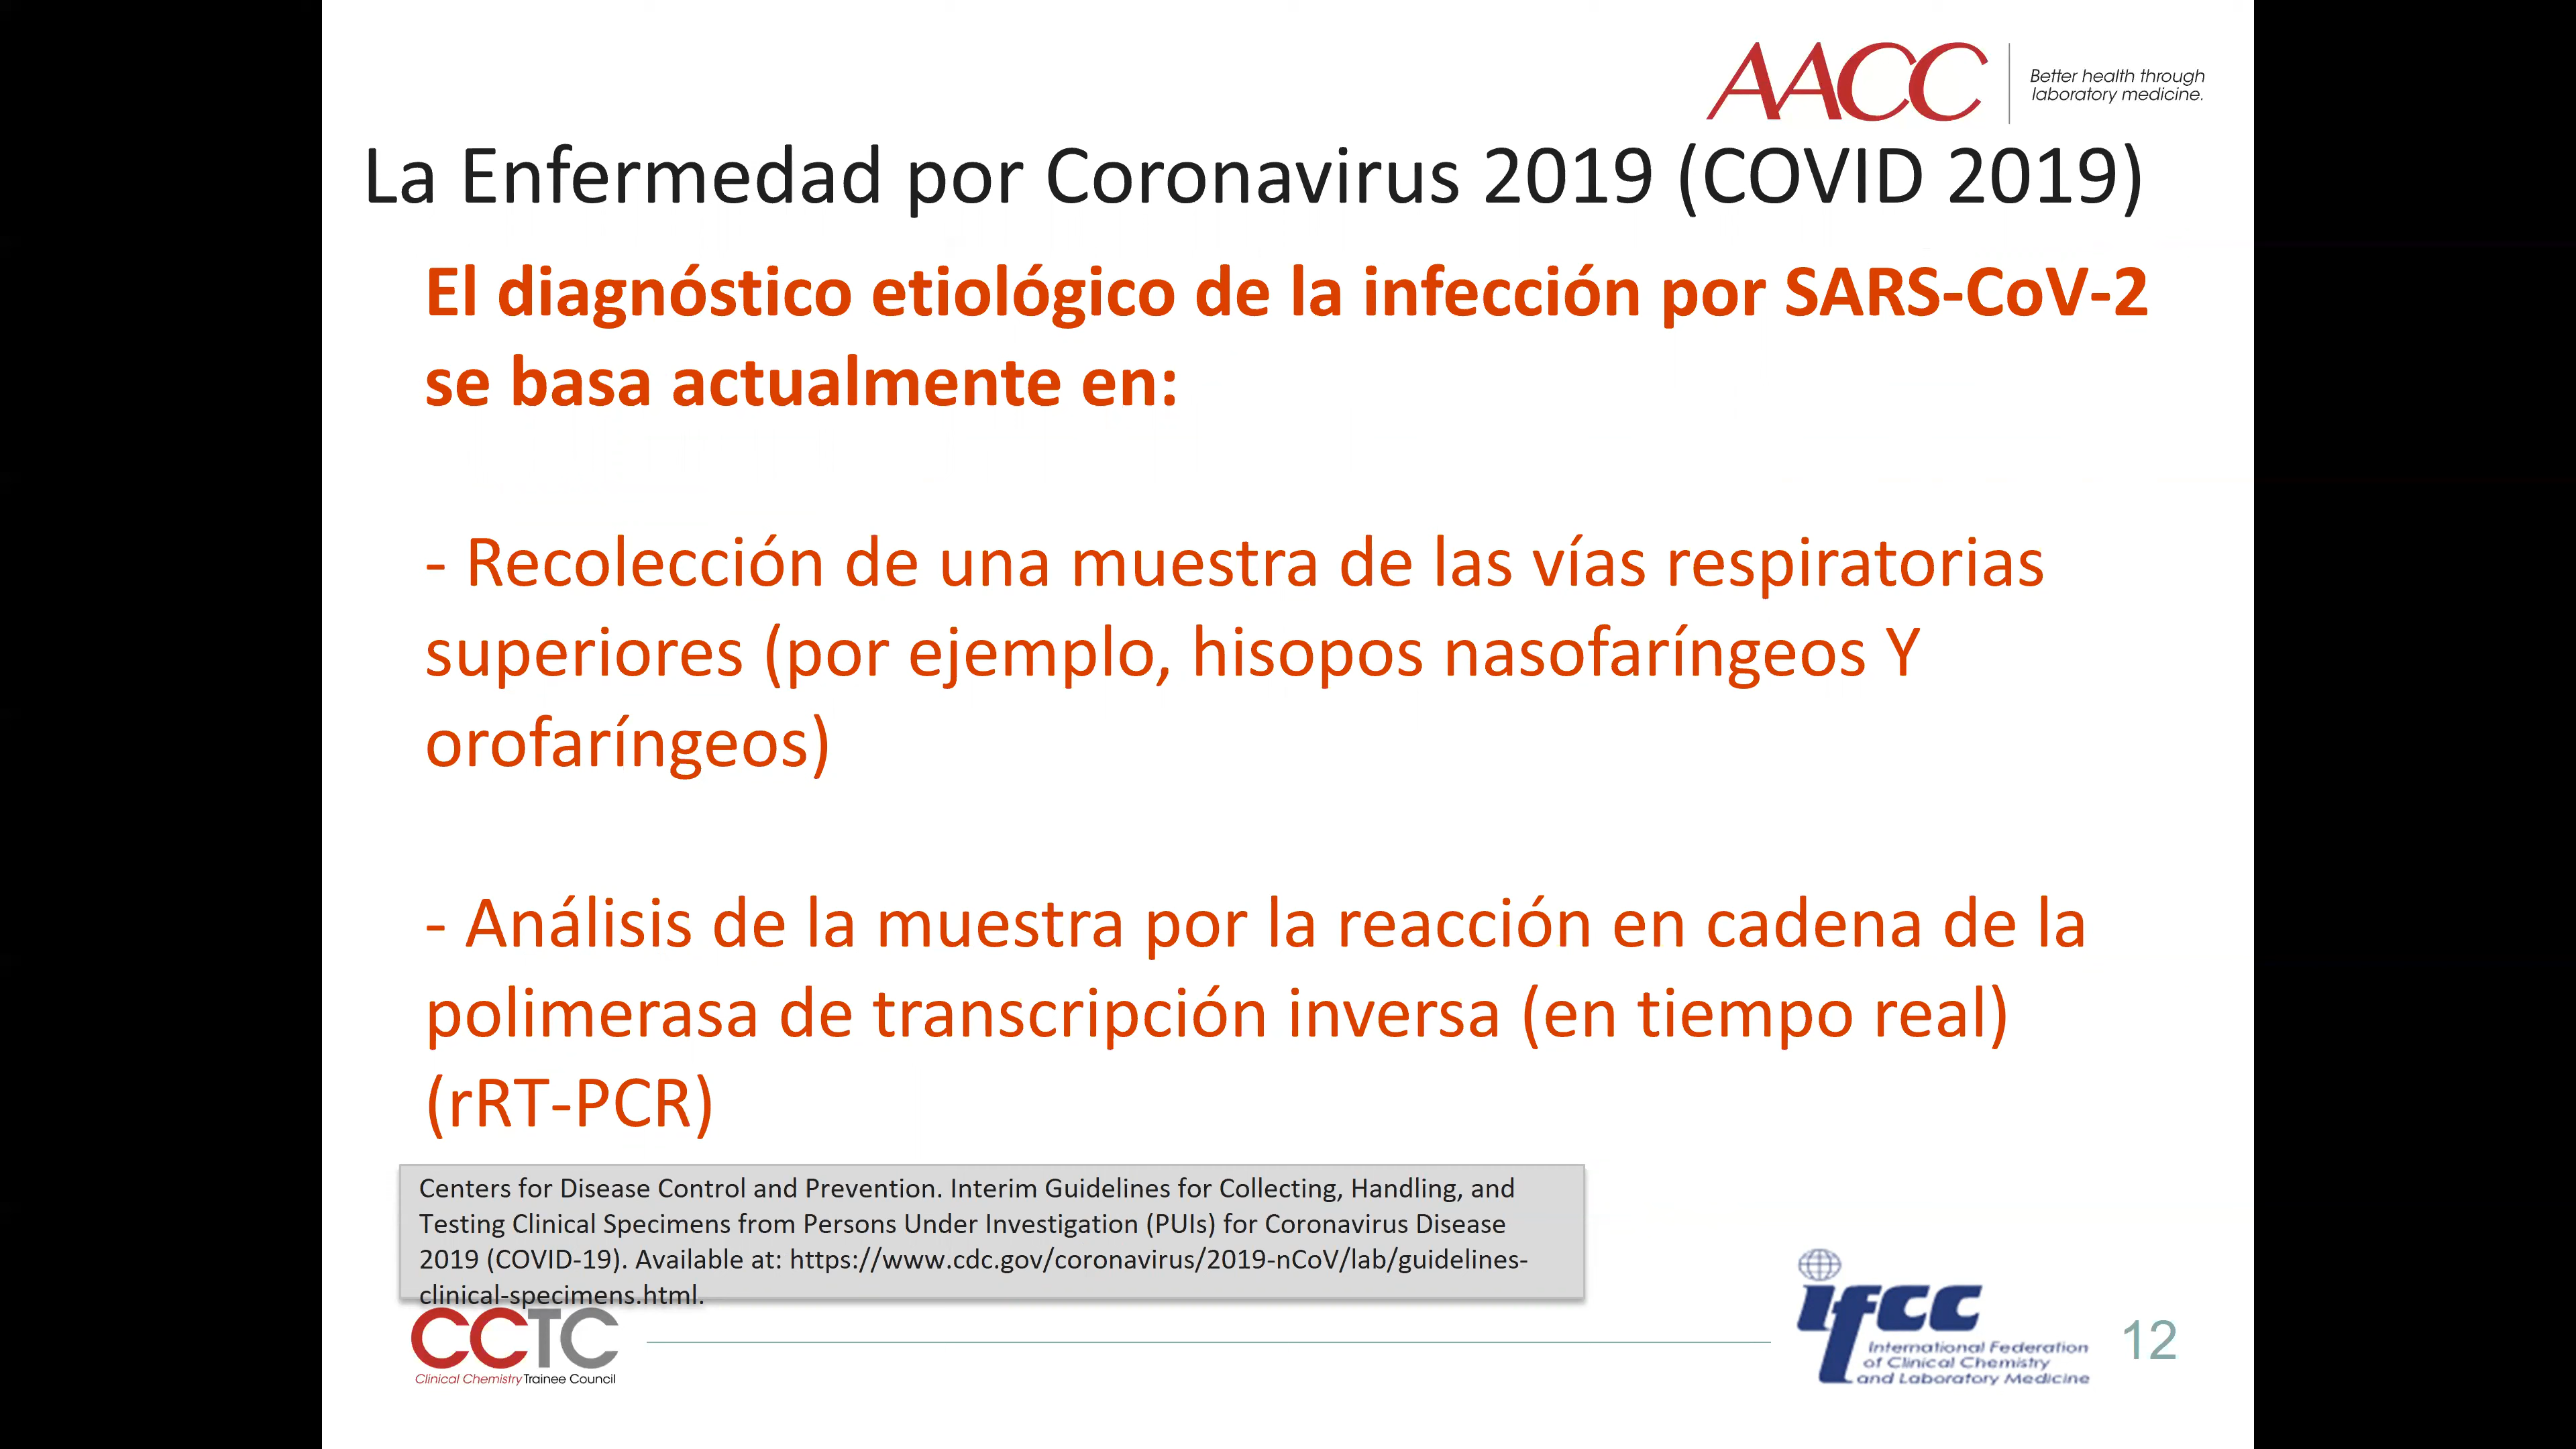 AACC
Better health through
laboratory medicine.
La Enfermedad por Coronavirus 2019 (COVID 2019)
El diagnóstico etiológico de la infección por SARS-CoV-2
se basa actualmente en:
- Recolección de una muestra de las vías respiratorias
superiores (por ejemplo, hisopos nasofaríngeos Y
orofaríngeos)
- Análisis de la muestra por la reacción en cadena de la
polimerasa de transcripción inversa (en tiempo real)
(rRT-PCR)
Centers for Disease Control and Prevention. Interim Guidelines for Collecting, Handling, and
Testing Clinical Specimens from Persons Under Investigation (PUIs) for Coronavirus Disease
2019 (COVID-19). Available at: https://www.cdc.gov/coronavirus/2019-nCoV/lab/guidelines-
clinical-specimens.html.
CCTC
Clinical Chemistry Trainee Council
ifcc
International Federation
of Clinical Chemistry
and Laboratory Medicine
12